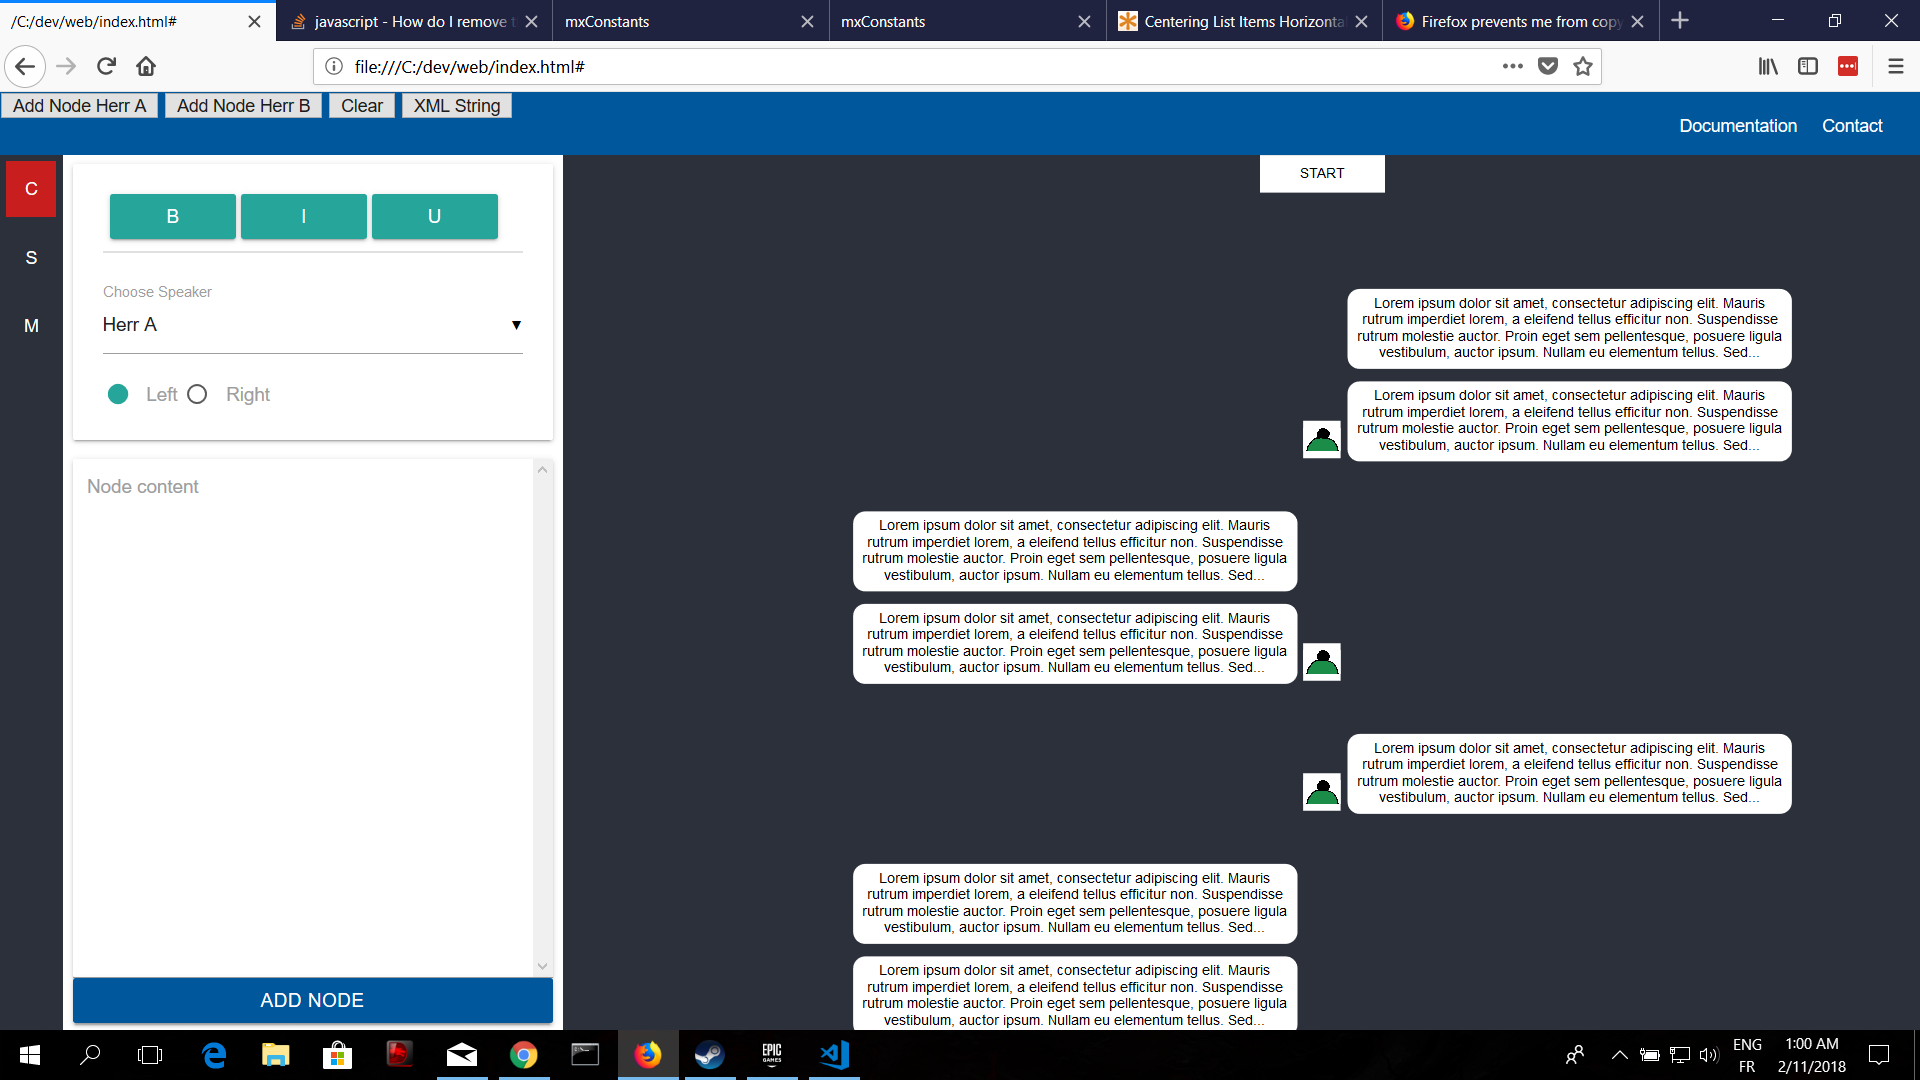 /C:/dev/web/index.html#
javascript - How do I remove t
mxConstants
mxConstants
Centering List Items Horizonta
Firefox prevents me from copy
file:///C:/dev/web/index.html#
Add Node Herr A
Add Node Herr B
Clear
XML String
Documentation
Contact
C
S
M
B
I
U
Choose Speaker
Herr A
Left
Right
Node content
ADD NODE
START
Lorem ipsum dolor sit amet, consectetur adipiscing elit. Mauris
rutrum imperdiet lorem, a eleifend tellus efficitur non. Suspendisse
rutrum molestie auctor. Proin eget sem pellentesque, posuere ligula
vestibulum, auctor ipsum. Nullam eu elementum tellus. Sed...
Lorem ipsum dolor sit amet, consectetur adipiscing elit. Mauris
rutrum imperdiet lorem, a eleifend tellus efficitur non. Suspendisse
rutrum molestie auctor. Proin eget sem pellentesque, posuere ligula
vestibulum, auctor ipsum. Nullam eu elementum tellus. Sed...
Lorem ipsum dolor sit amet, consectetur adipiscing elit. Mauris
rutrum imperdiet lorem, a eleifend tellus efficitur non. Suspendisse
rutrum molestie auctor. Proin eget sem pellentesque, posuere ligula
vestibulum, auctor ipsum. Nullam eu elementum tellus. Sed...
Lorem ipsum dolor sit amet, consectetur adipiscing elit. Mauris
rutrum imperdiet lorem, a eleifend tellus efficitur non. Suspendisse
rutrum molestie auctor. Proin eget sem pellentesque, posuere ligula
vestibulum, auctor ipsum. Nullam eu elementum tellus. Sed...
Lorem ipsum dolor sit amet, consectetur adipiscing elit. Mauris
rutrum imperdiet lorem, a eleifend tellus efficitur non. Suspendisse
rutrum molestie auctor. Proin eget sem pellentesque, posuere ligula
vestibulum, auctor ipsum. Nullam eu elementum tellus. Sed...
Lorem ipsum dolor sit amet, consectetur adipiscing elit. Mauris
rutrum imperdiet lorem, a eleifend tellus efficitur non. Suspendisse
rutrum molestie auctor. Proin eget sem pellentesque, posuere ligula
vestibulum, auctor ipsum. Nullam eu elementum tellus. Sed...
Lorem ipsum dolor sit amet, consectetur adipiscing elit. Mauris
rutrum imperdiet lorem, a eleifend tellus efficitur non. Suspendisse
rutrum molestie auctor. Proin eget sem pellentesque, posuere ligula
vestibulum, auctor ipsum. Nullam eu elementum tellus. Sed...
EPIC
GAMES
ENG
FR
1:00 AM
2/11/2018